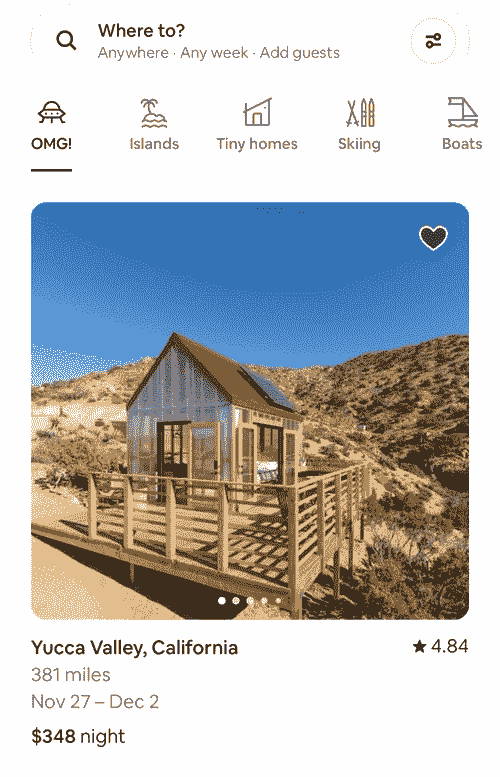 Where to?
Anywhere · Any week · Add guests
OMG!
Islands
Tiny homes
Skiing
Boats
Yucca Valley, California
★ 4.84
381 miles
Nov 27 – Dec 2
$348 night